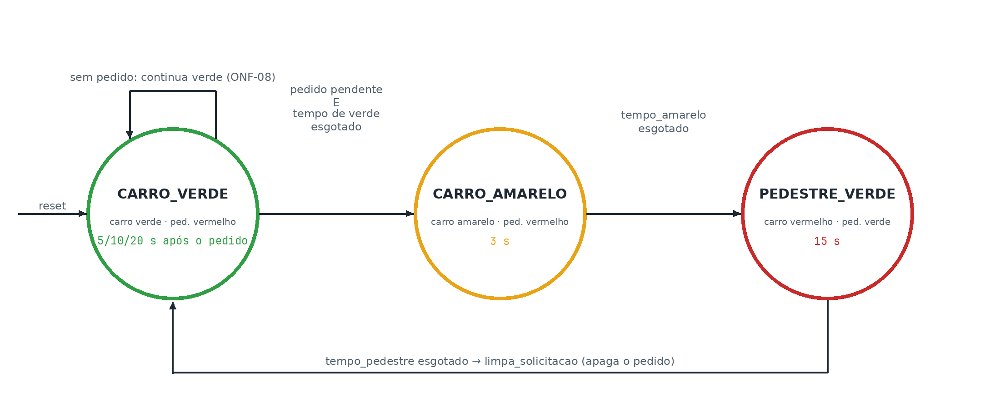 sem pedido: continua verde (ONF-08)
pedido pendente
E
tempo de verde
esgotado
tempo_amarelo
esgotado
reset
CARRO_VERDE
carro verde · ped. vermelho
5/10/20 s após o pedido
CARRO_AMARELO
carro amarelo · ped. vermelho
3 s
PEDESTRE_VERDE
carro vermelho · ped. verde
15 s
tempo_pedestre esgotado → limpa_solicitacao (apaga o pedido)